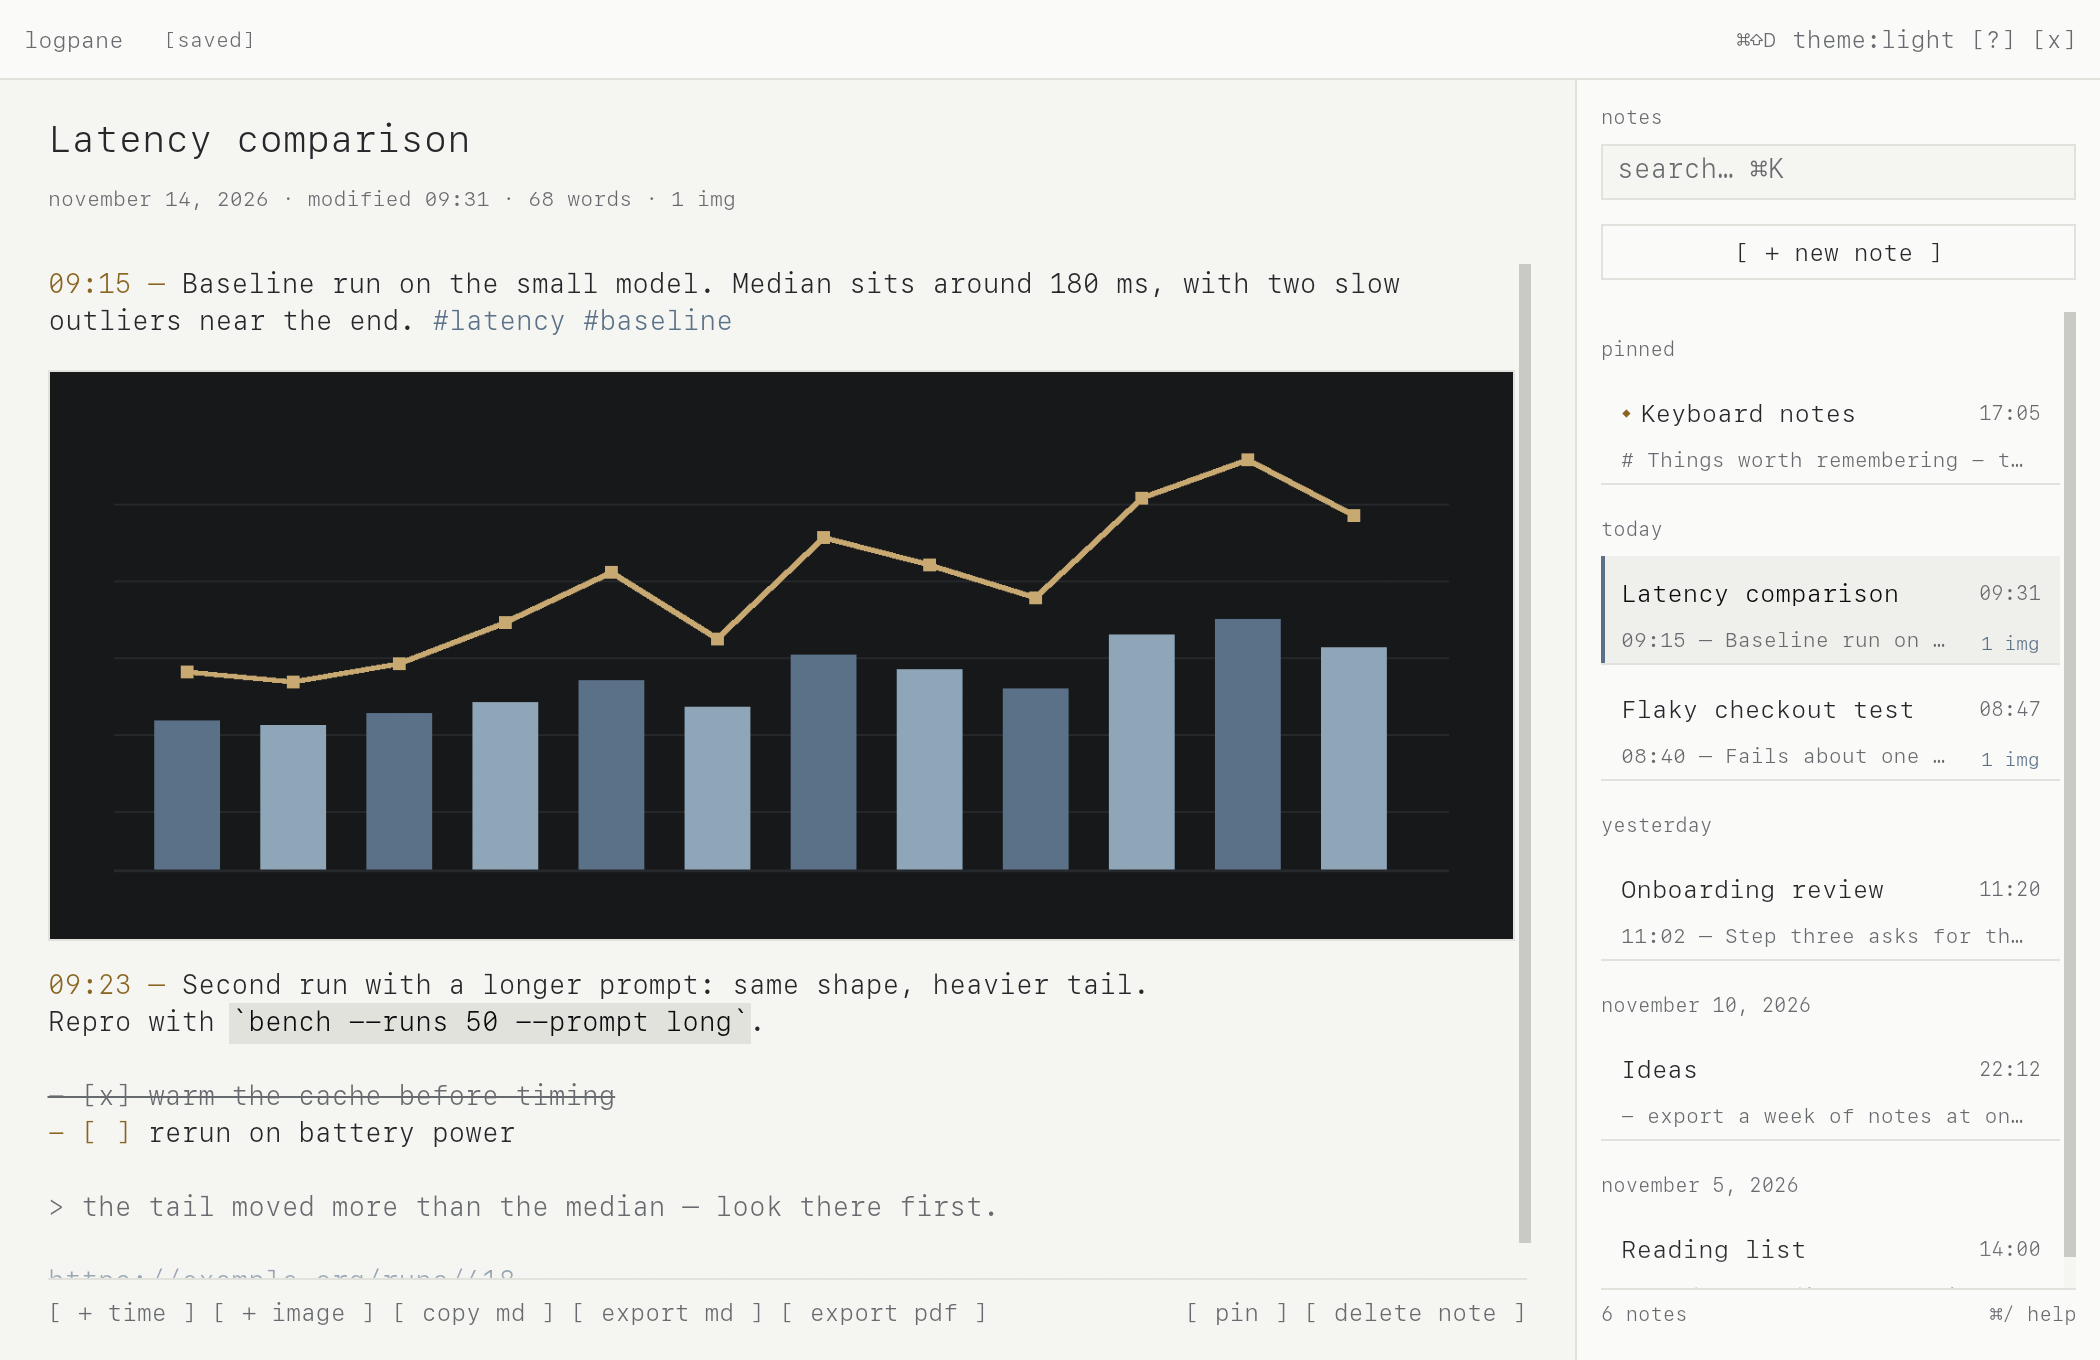 logpane [saved]
⌘⇧D theme:light [?] [x]
Latency comparison
november 14, 2026 · modified 09:31 · 68 words · 1 img
09:15 — Baseline run on the small model. Median sits around 180 ms, with two slow
outliers near the end. #latency #baseline
09:23 — Second run with a longer prompt: same shape, heavier tail.
Repro with `bench --runs 50 --prompt long`.
- [x] warm the cache before timing
- [ ] rerun on battery power
> the tail moved more than the median — look there first.
https://example.org/runs/418
[ + time ] [ + image ] [ copy md ] [ export md ] [ export pdf ]
[ pin ] [ delete note ]
notes
search… ⌘K
[ + new note ]
pinned
◆ Keyboard notes 17:05
# Things worth remembering — t…
today
Latency comparison 09:31
09:15 — Baseline run on … 1 img
Flaky checkout test 08:47
08:40 — Fails about one … 1 img
yesterday
Onboarding review 11:20
11:02 — Step three asks for th…
november 10, 2026
Ideas 22:12
- export a week of notes at on…
november 5, 2026
Reading list 14:00
6 notes
⌘/ help